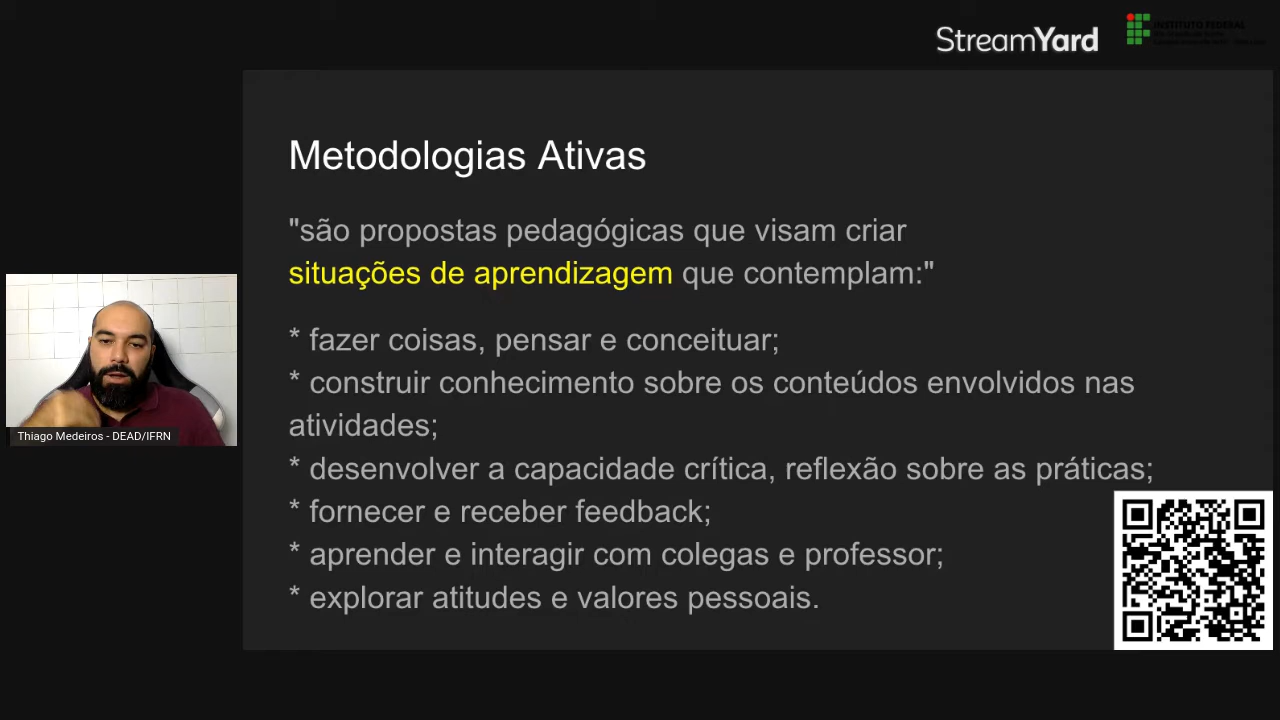 StreamYard
INSTITUTO FEDERAL
Metodologias Ativas
"são propostas pedagógicas que visam criar
situações de aprendizagem que contemplam:"
* fazer coisas, pensar e conceituar;
* construir conhecimento sobre os conteúdos envolvidos nas
atividades;
* desenvolver a capacidade crítica, reflexão sobre as práticas;
* fornecer e receber feedback;
* aprender e interagir com colegas e professor;
* explorar atitudes e valores pessoais.
Thiago Medeiros - DEAD/IFRN